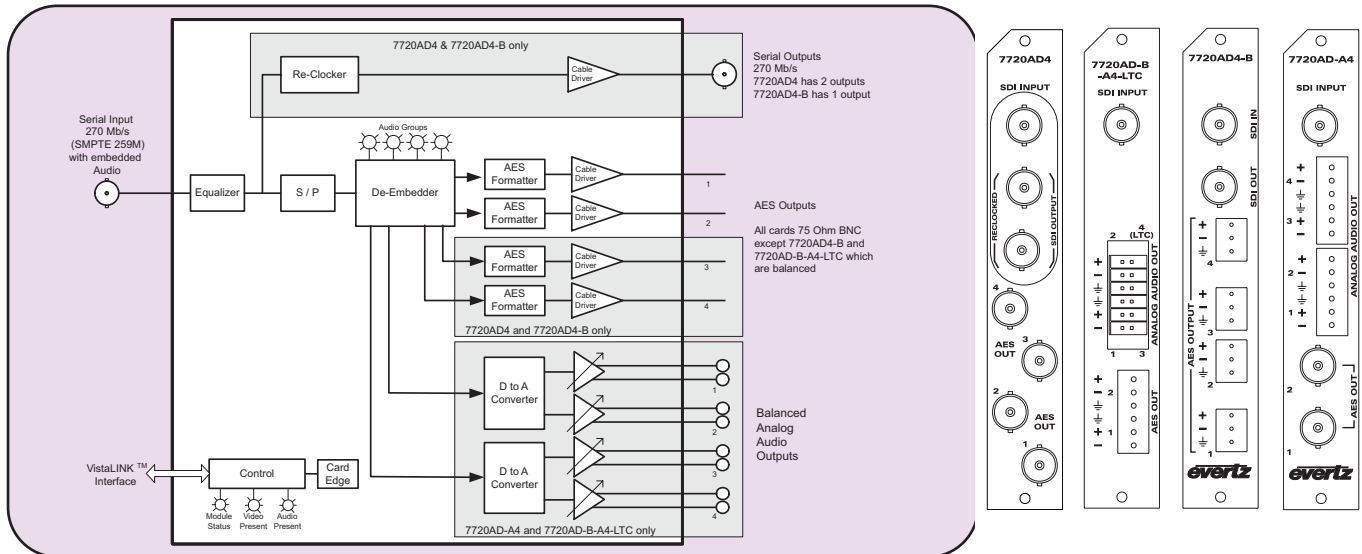 7720AD4 & 7720AD4-B only
Re-Clocker
Cable
Driver
Serial Outputs
270 Mb/s
7720AD4 has 2 outputs
7720AD4-B has 1 output
Serial Input
270 Mb/s
(SMPTE 259M)
with embedded
Audio
Equalizer
S / P
Audio Groups
De-Embedder
AES
Formatter
Cable
Driver
1
AES
Formatter
Cable
Driver
2
AES Outputs
All cards 75 Ohm BNC
except 7720AD4-B and
7720AD-B-A4-LTC which
are balanced
AES
Formatter
Cable
Driver
3
AES
Formatter
Cable
Driver
4
7720AD4 and 7720AD4-B only
D to A
Converter
1
2
D to A
Converter
3
4
Balanced
Analog
Audio
Outputs
7720AD-A4 and 7720AD-B-A4-LTC only
VistaLINK ™
Interface
Control
Card
Edge
Module
Status
Video
Present
Audio
Present
7720AD4
SDI INPUT
RECLOCKED
SDI OUTPUT
4
AES
OUT
3
2
AES
OUT
1
7720AD-B
-A4-LTC
SDI INPUT
2
4
(LTC)
+
-
+
-
1
3
ANALOG AUDIO OUT
+
-
2
+
-
1
AES OUT
7720AD4-B
SDI IN
SDI OUT
AES OUTPUT
+
-
4
+
-
3
+
-
2
+
-
1
evertz
7720AD-A4
SDI INPUT
+
4
-
3
+
-
+
2
-
1
+
-
ANALOG AUDIO OUT
2
AES OUT
1
evertz